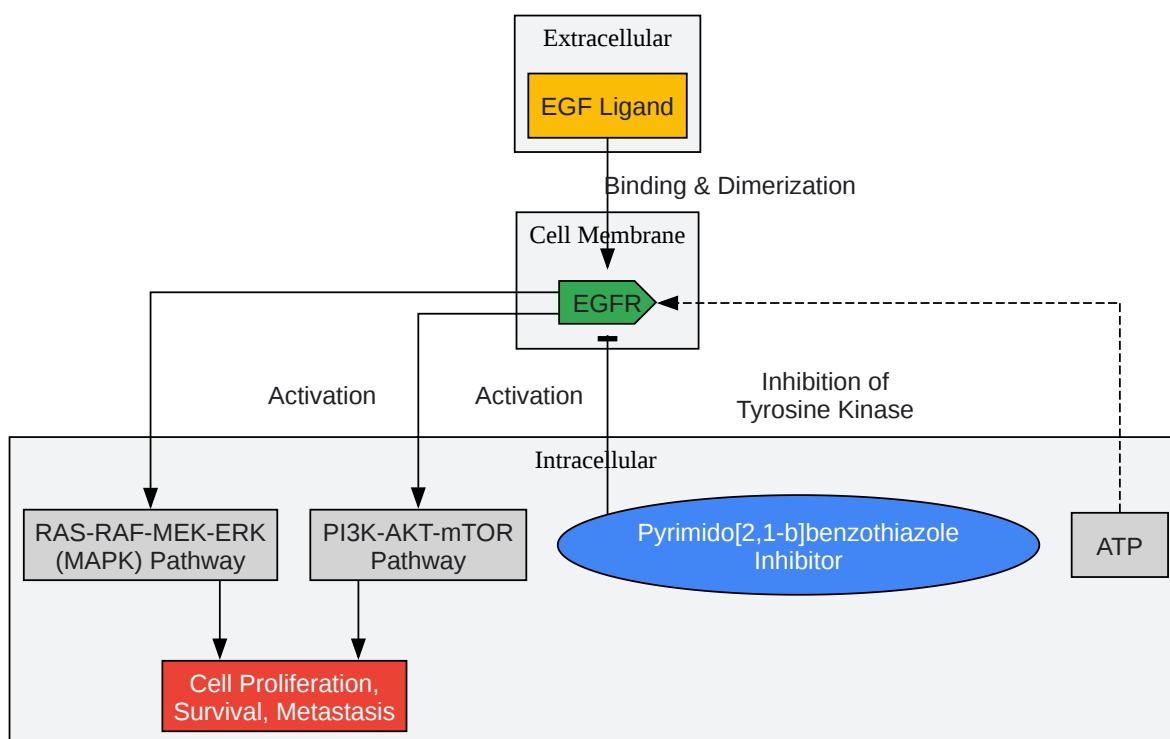 Extracellular
EGF Ligand
Binding & Dimerization
Cell Membrane
EGFR
Activation
Activation
Inhibition of
Tyrosine Kinase
Intracellular
RAS-RAF-MEK-ERK
(MAPK) Pathway
PI3K-AKT-mTOR
Pathway
Pyrimido[2,1-b]benzothiazole
Inhibitor
ATP
Cell Proliferation,
Survival, Metastasis